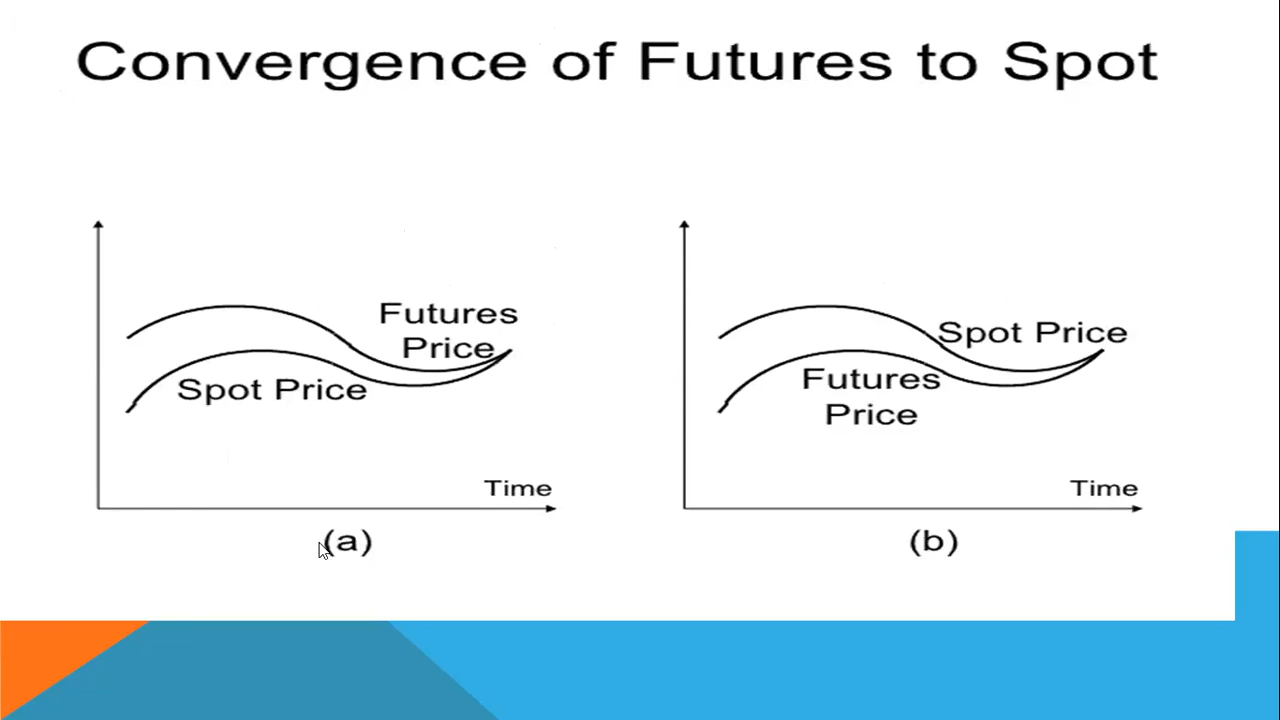 Convergence of Futures to Spot
Futures
Price
Spot Price
Time
(a)
Spot Price
Futures
Price
Time
(b)